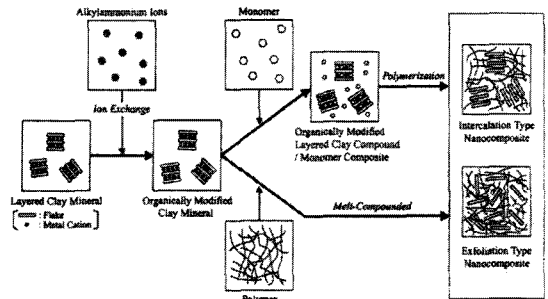 Alkylammonium Ions
Monomer
Ion Exchange
Polymerization
Organically Modified
Layered Clay Compound
/ Monomer Composite
Intercalation Type
Nanocomposite
Layered Clay Mineral
: Flake
: Metal Cation
Organically Modified
Clay Mineral
Melt-Compounded
Exfoliation Type
Nanocomposite
Polymer